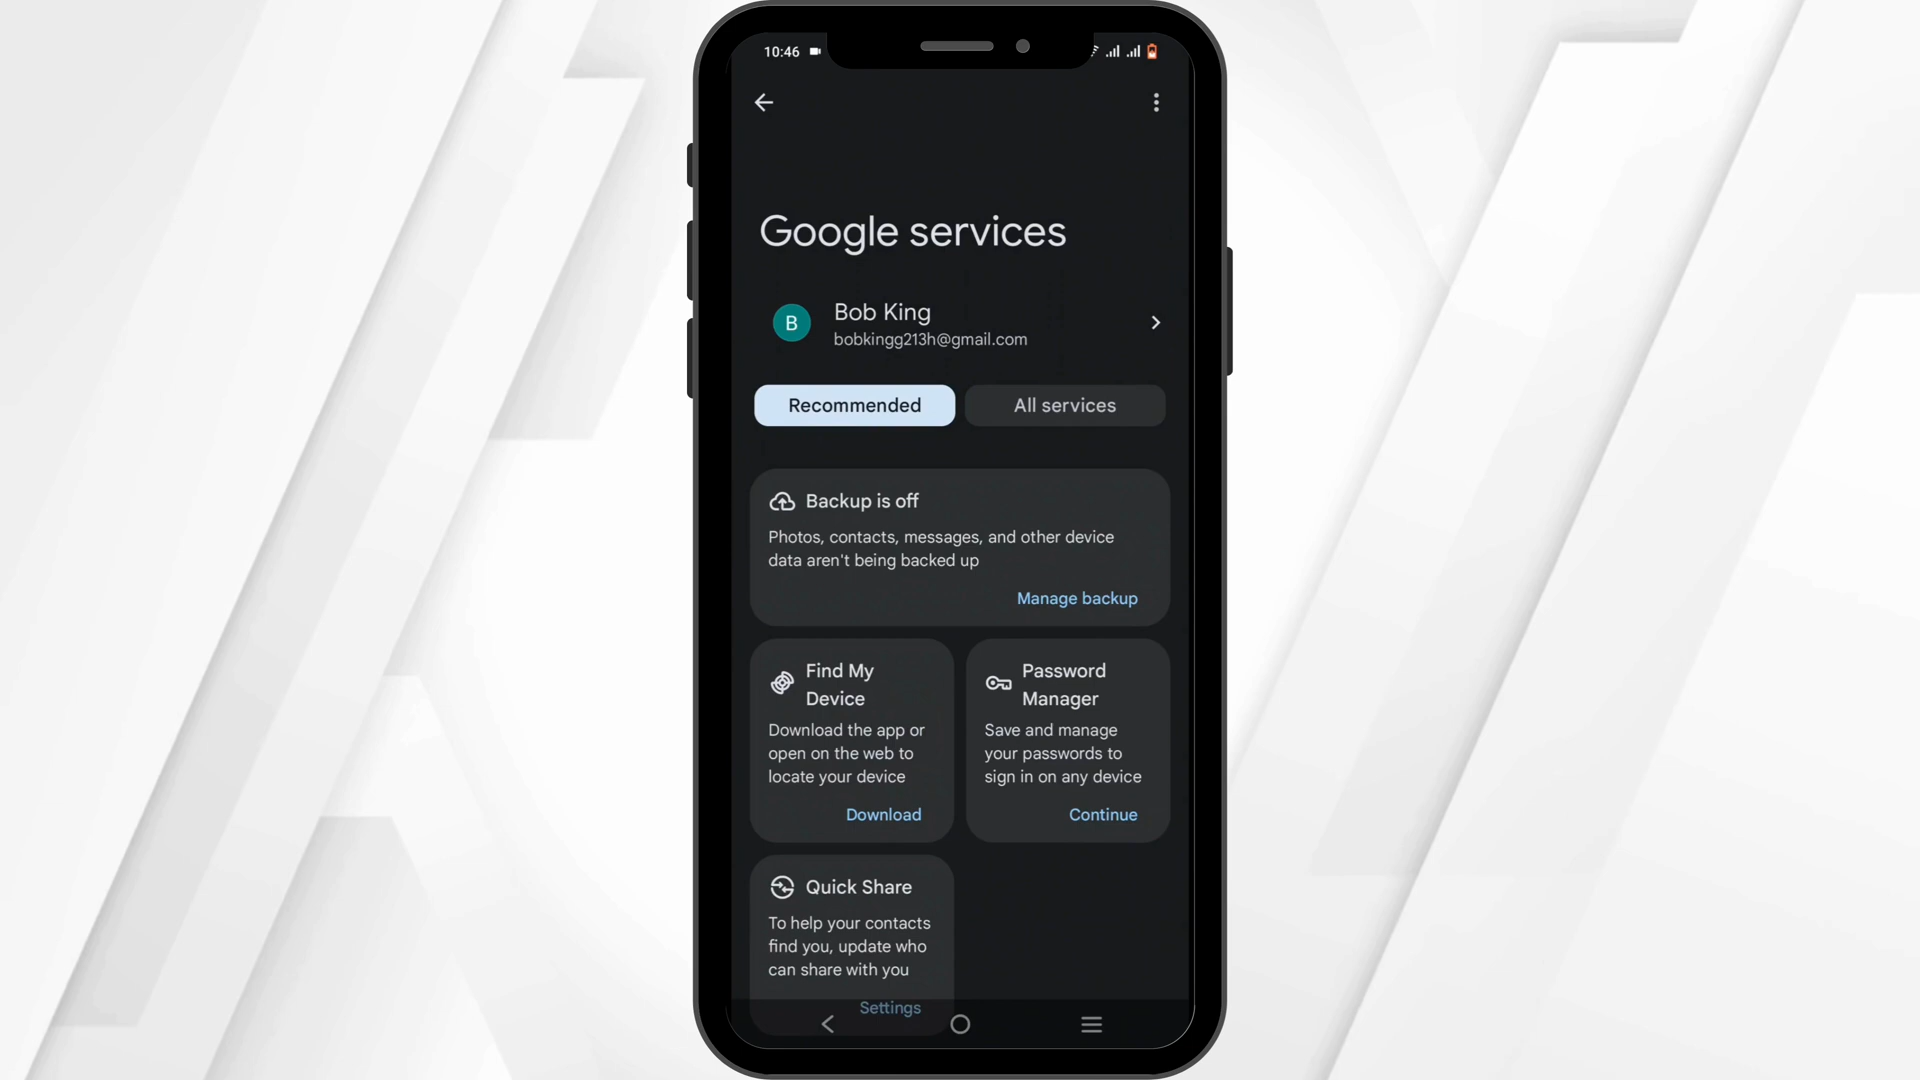 10:46
Google services
B
Bob King
bobkingg213h@gmail.com
Recommended
All services
Backup is off
Photos, contacts, messages, and other device
data aren't being backed up
Manage backup
Find My
Device
Download the app or
open on the web to
locate your device
Download
Password
Manager
Save and manage
your passwords to
sign in on any device
Continue
Quick Share
To help your contacts
find you, update who
can share with you
Settings